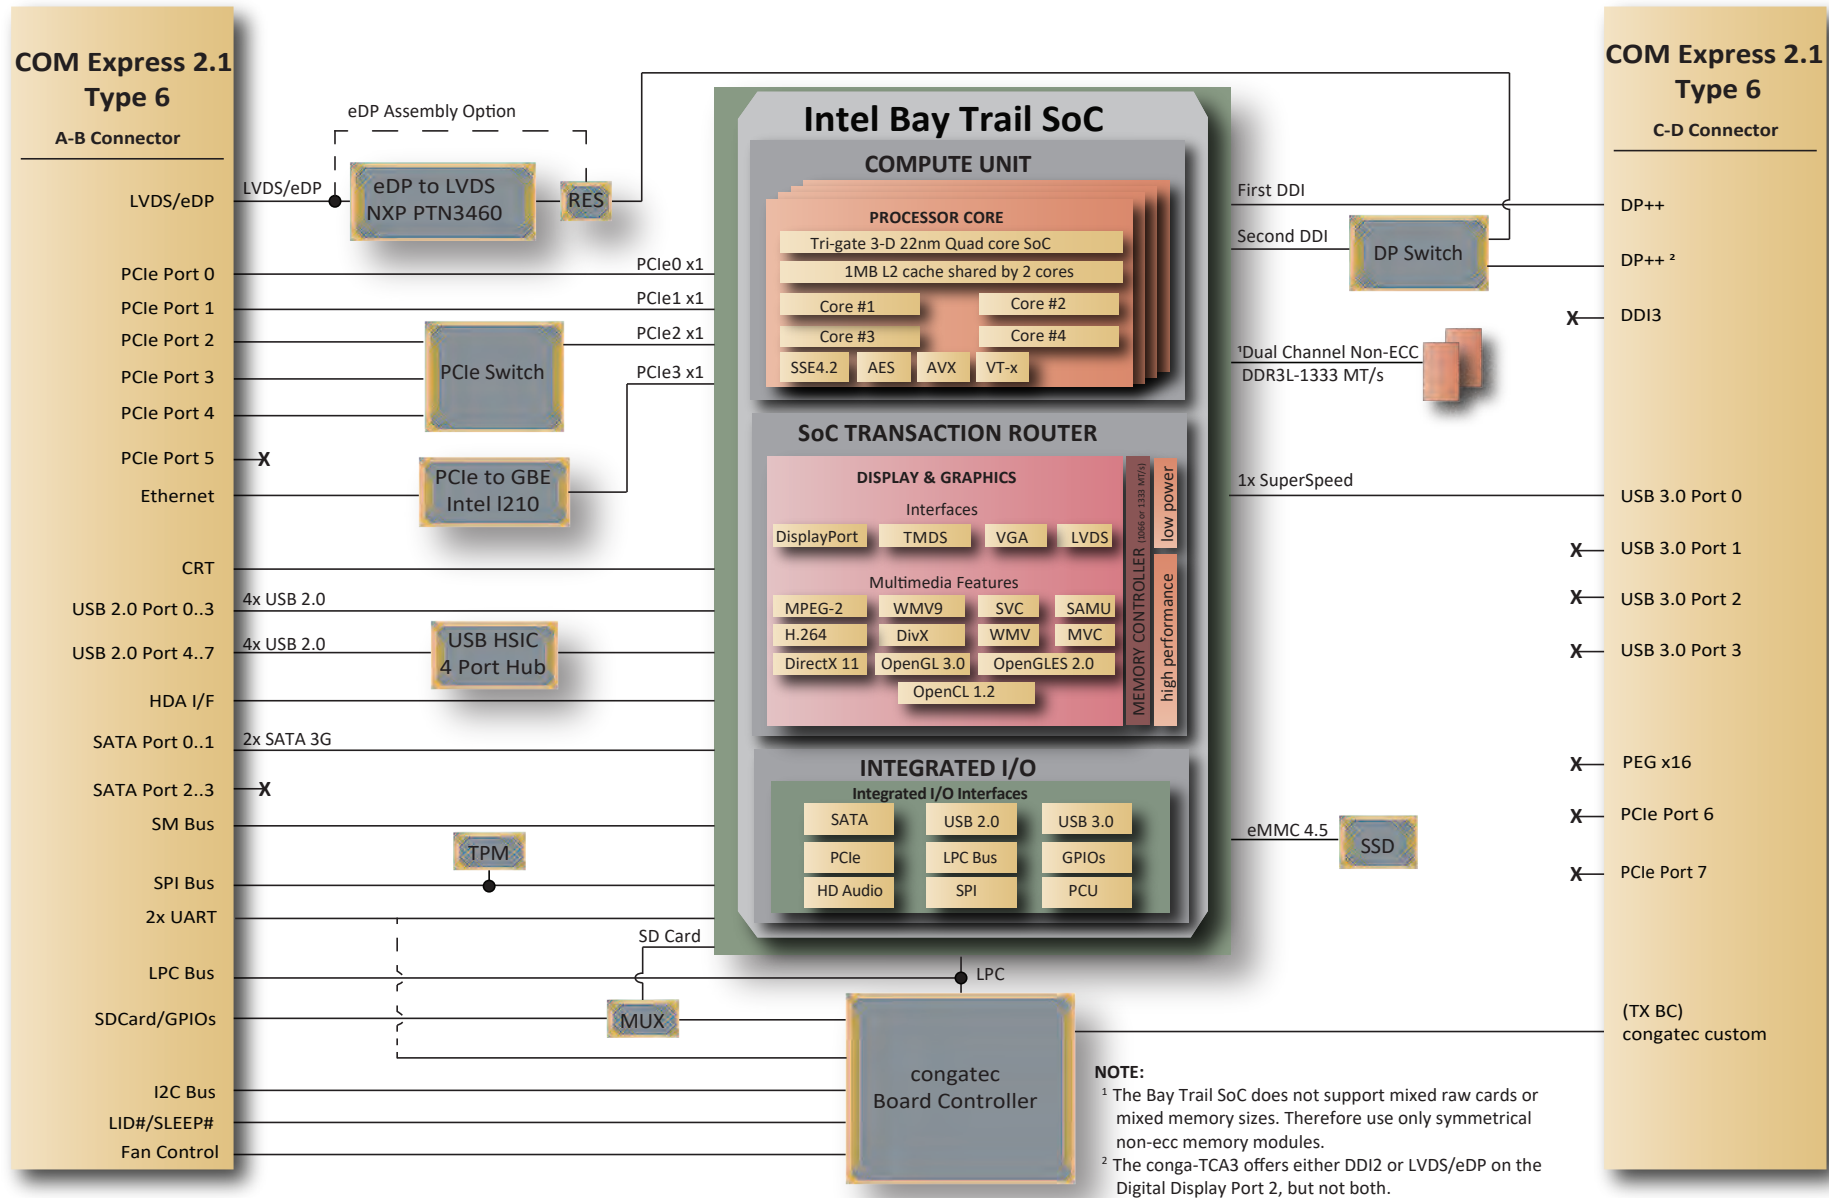 COM Express 2.1
Type 6
A-B Connector
LVDS/eDP
PCIe Port 0
PCIe Port 1
PCIe Port 2
PCIe Port 3
PCIe Port 4
PCIe Port 5
Ethernet
CRT
USB 2.0 Port 0..3
USB 2.0 Port 4..7
HDA I/F
SATA Port 0..1
SATA Port 2..3
SM Bus
SPI Bus
2x UART
LPC Bus
SDCard/GPIOs
I2C Bus
LID#/SLEEP#
Fan Control
eDP Assembly Option
LVDS/eDP
eDP to LVDS
NXP PTN3460
RES
PCIe0 x1
PCIe1 x1
PCIe2 x1
PCIe3 x1
PCIe Switch
X
PCIe to GBE
Intel I210
4x USB 2.0
4x USB 2.0
USB HSIC
4 Port Hub
2x SATA 3G
X
TPM
SD Card
MUX
LPC
congatec
Board Controller
Intel Bay Trail SoC
COMPUTE UNIT
PROCESSOR CORE
Tri-gate 3-D 22nm Quad core SoC
1MB L2 cache shared by 2 cores
Core #1
Core #2
Core #3
Core #4
SSE4.2
AES
AVX
VT-x
SoC TRANSACTION ROUTER
DISPLAY & GRAPHICS
Interfaces
DisplayPort
TMDS
VGA
LVDS
Multimedia Features
MPEG-2
WMV9
SVC
SAMU
H.264
DivX
WMV
MVC
DirectX 11
OpenGL 3.0
OpenGLES 2.0
OpenCL 1.2
MEMORY CONTROLLER (1066 or 1333 MT/s)
low power
high performance
INTEGRATED I/O
Integrated I/O Interfaces
SATA
USB 2.0
USB 3.0
PCIe
LPC Bus
GPIOs
HD Audio
SPI
PCU
First DDI
Second DDI
DP Switch
¹Dual Channel Non-ECC
DDR3L-1333 MT/s
1x SuperSpeed
eMMC 4.5
SSD
COM Express 2.1
Type 6
C-D Connector
DP++
DP++ ²
X DDI3
USB 3.0 Port 0
X USB 3.0 Port 1
X USB 3.0 Port 2
X USB 3.0 Port 3
X PEG x16
X PCIe Port 6
X PCIe Port 7
(TX BC)
congatec custom
NOTE:
¹ The Bay Trail SoC does not support mixed raw cards or
mixed memory sizes. Therefore use only symmetrical
non-ecc memory modules.
² The conga-TCA3 offers either DDI2 or LVDS/eDP on the
Digital Display Port 2, but not both.